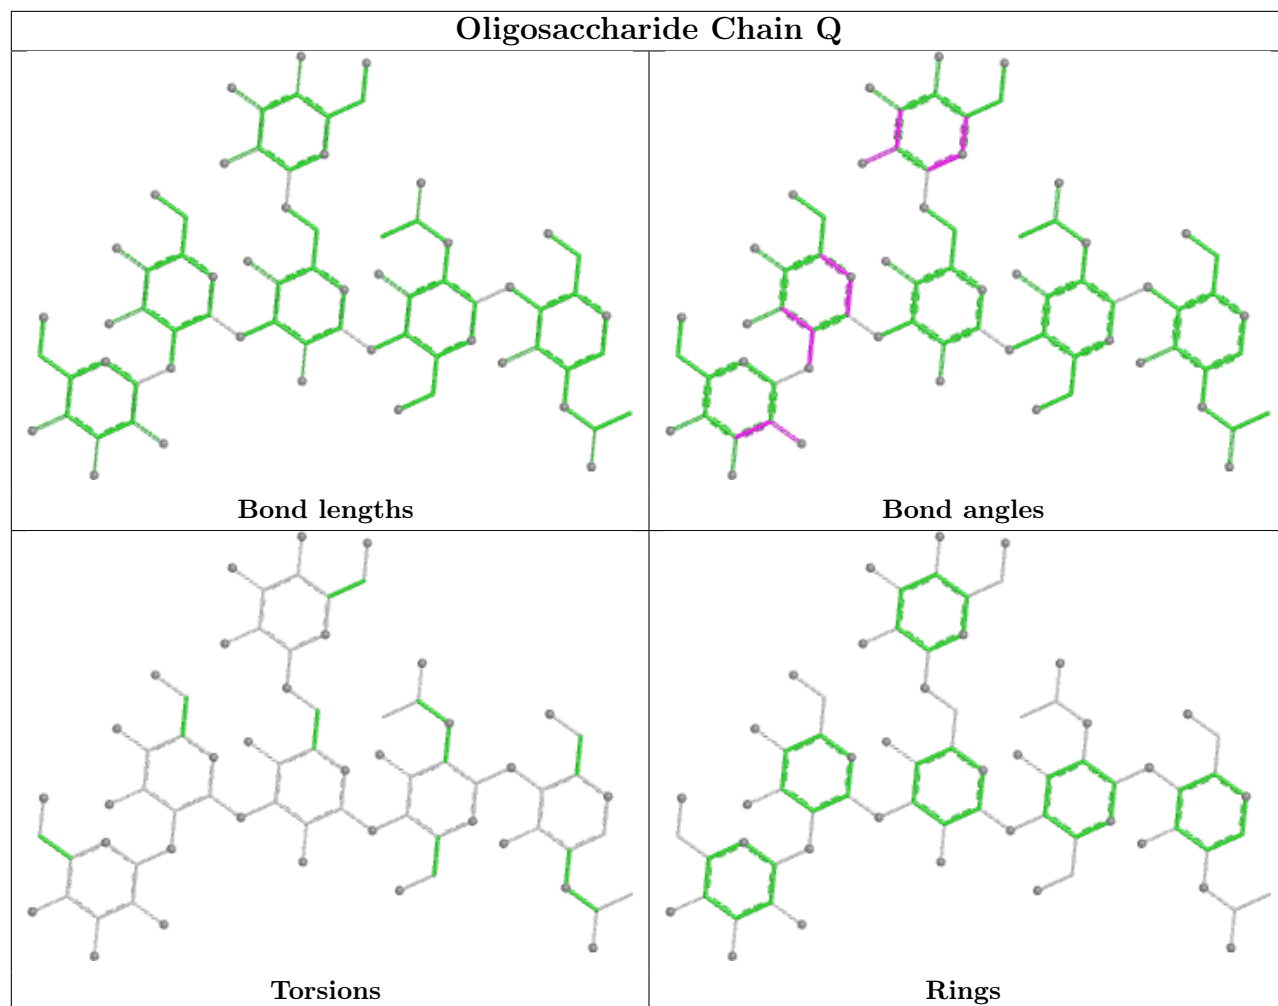 Oligosaccharide Chain Q
Bond lengths
Bond angles
Torsions
Rings